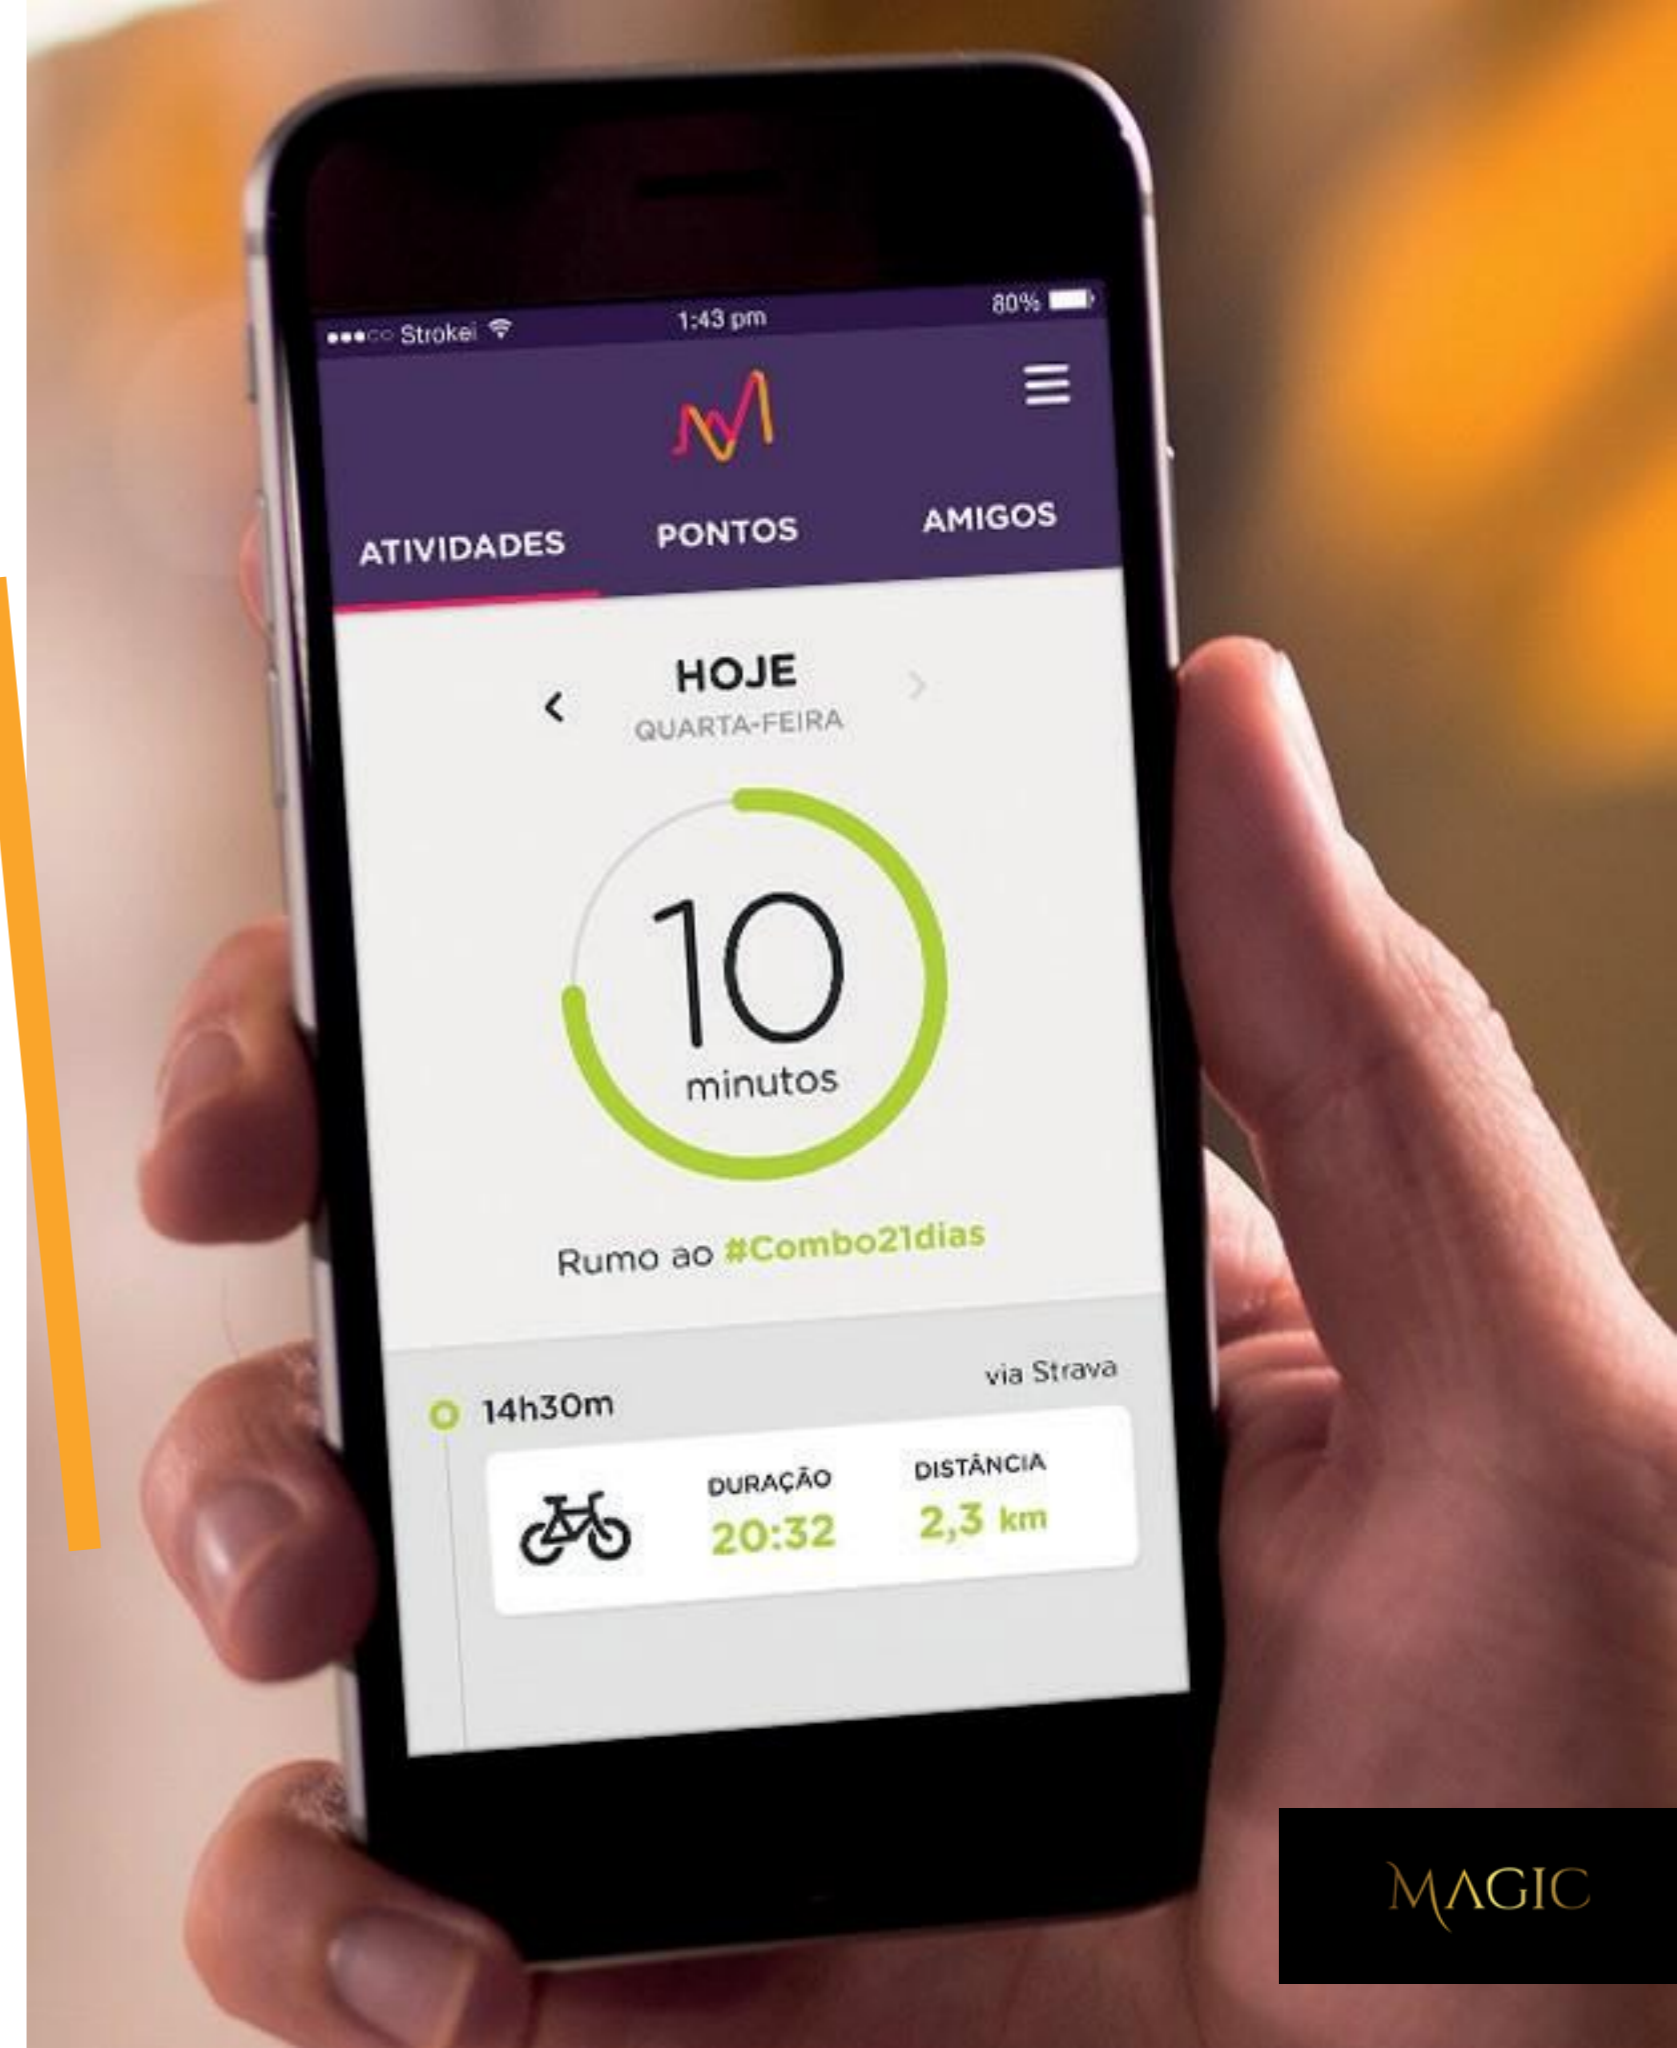 Strokei 1:43 pm 80%
ATIVIDADES PONTOS AMIGOS
HOJE
QUARTA-FEIRA
10
minutos
Rumo ao #Combo21dias
14h30m via Strava
DURAÇÃO DISTÂNCIA
20:32 2,3 km
MAGIC